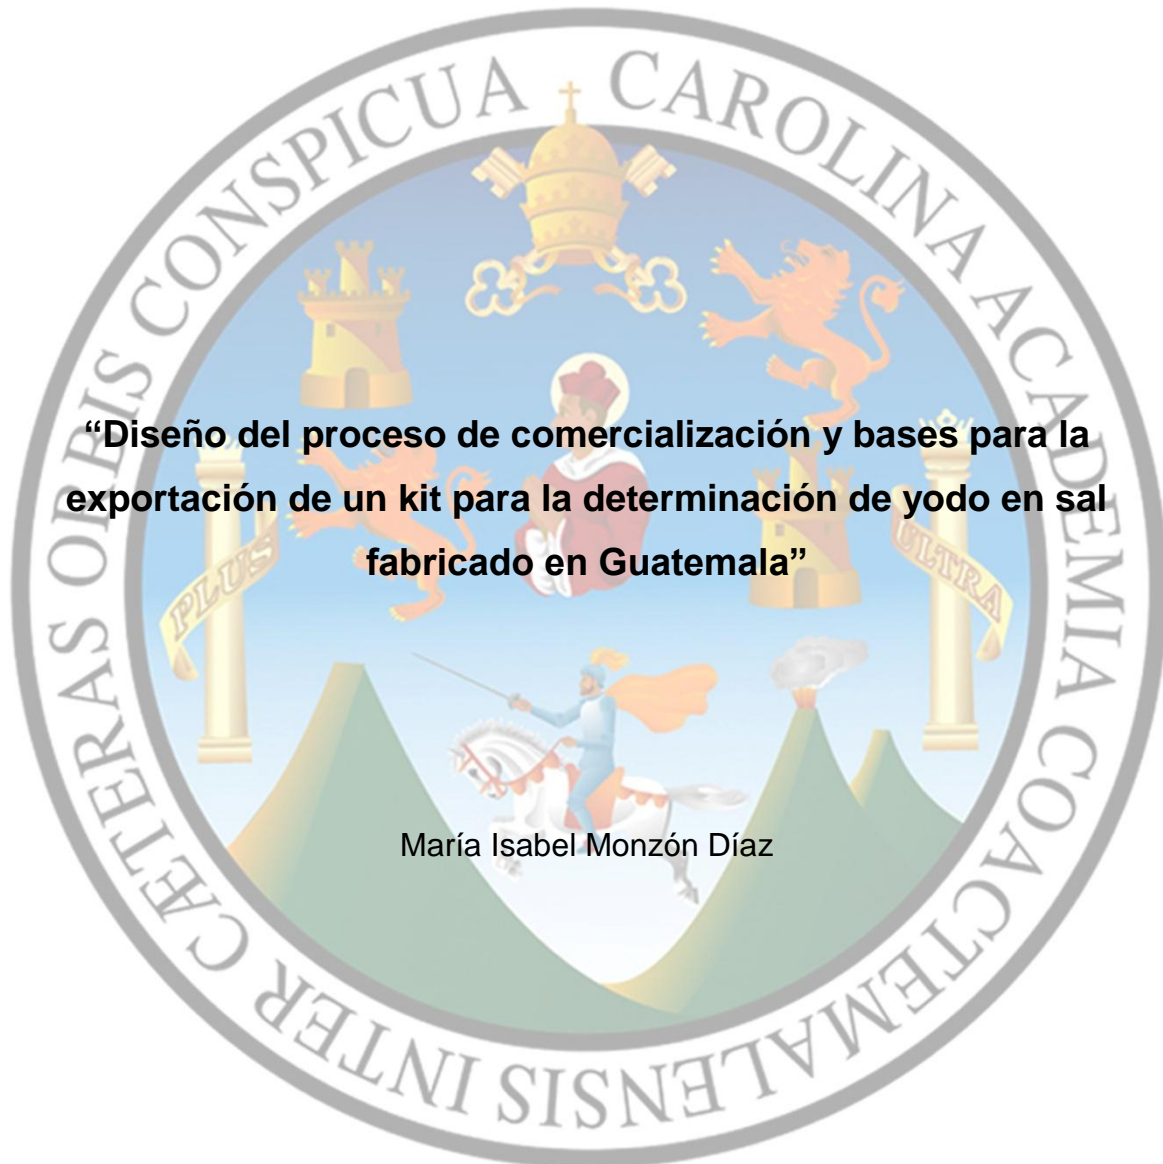 CAROLINA ACADEMIA COACTEMALENSIS INTER CÆTERAS ORBIS CONSPICUA
“Diseño del proceso de comercialización y bases para la
exportación de un kit para la determinación de yodo en sal
fabricado en Guatemala”
PLUS
ULTRA
María Isabel Monzón Díaz